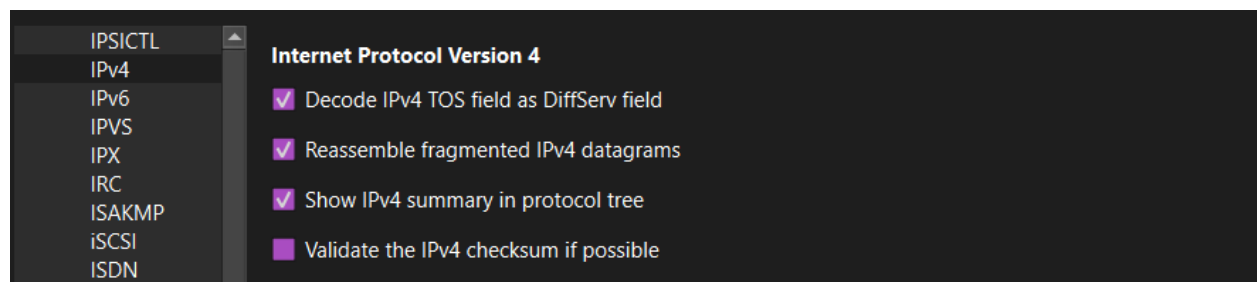 IPSICTL
IPv4
IPv6
IPVS
IPX
IRC
ISAKMP
iSCSI
ISDN
Internet Protocol Version 4
Decode IPv4 TOS field as DiffServ field
Reassemble fragmented IPv4 datagrams
Show IPv4 summary in protocol tree
Validate the IPv4 checksum if possible